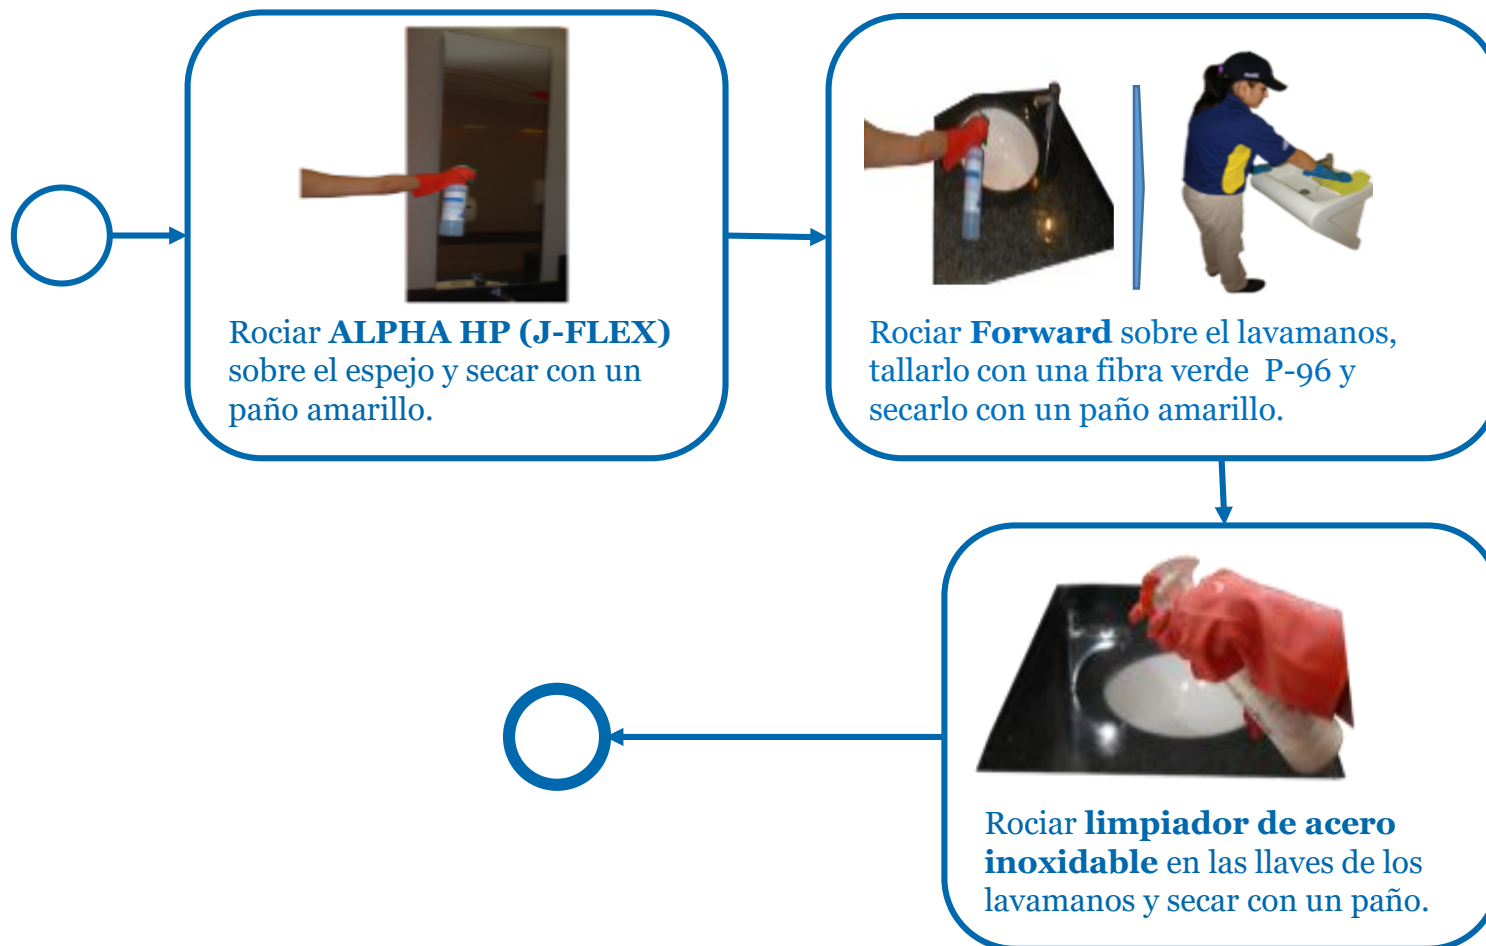 Rociar ALPHA HP (J-FLEX)
sobre el espejo y secar con un
paño amarillo.
Rociar Forward sobre el lavamanos,
tallarlo con una fibra verde P-96 y
secarlo con un paño amarillo.
Rociar limpiador de acero
inoxidable en las llaves de los
lavamanos y secar con un paño.